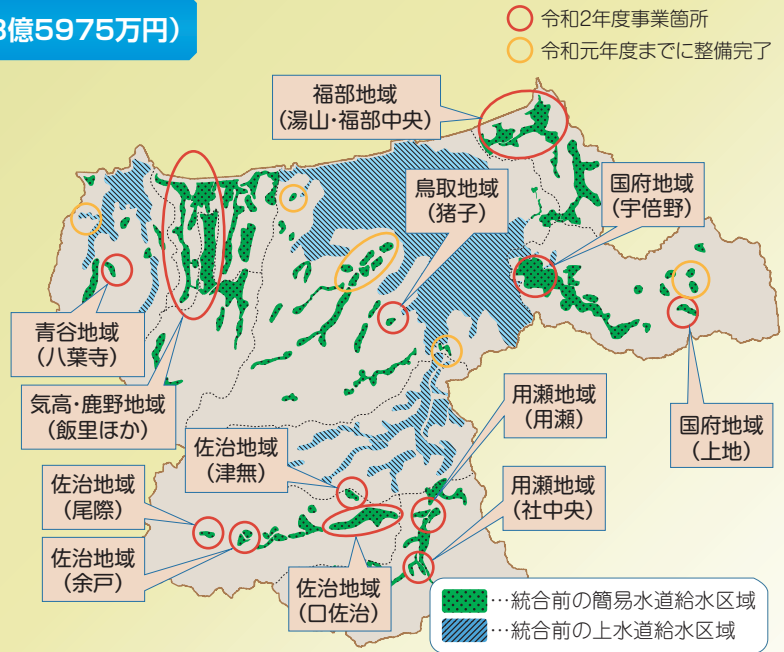 億5975万円）
令和2年度事業箇所
令和元年度までに整備完了
福部地域
（湯山・福部中央）
鳥取地域
（猪子）
国府地域
（宇倍野）
青谷地域
（八葉寺）
気高・鹿野地域
（飯里ほか）
佐治地域
（津無）
用瀬地域
（用瀬）
国府地域
（上地）
佐治地域
（尾際）
用瀬地域
（社中央）
佐治地域
（余戸）
佐治地域
（口佐治）
…統合前の簡易水道給水区域
…統合前の上水道給水区域